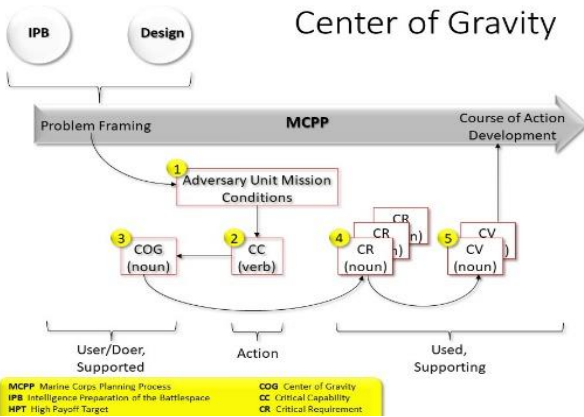 Center of Gravity
IPB
Design
Problem Framing
MCPP
Course of Action
Development
1
Adversary Unit Mission
Conditions
3
COG
(noun)
2
CC
(verb)
4
CR
CR
CR
(noun)
5
CV
CV
(noun)
User/Doer,
Supported
Action
Used,
Supporting
MCPP Marine Corps Planning Process
IPB Intelligence Preparation of the Battlespace
HPT High Payoff Target
COG Center of Gravity
CC Critical Capability
CR Critical Requirement